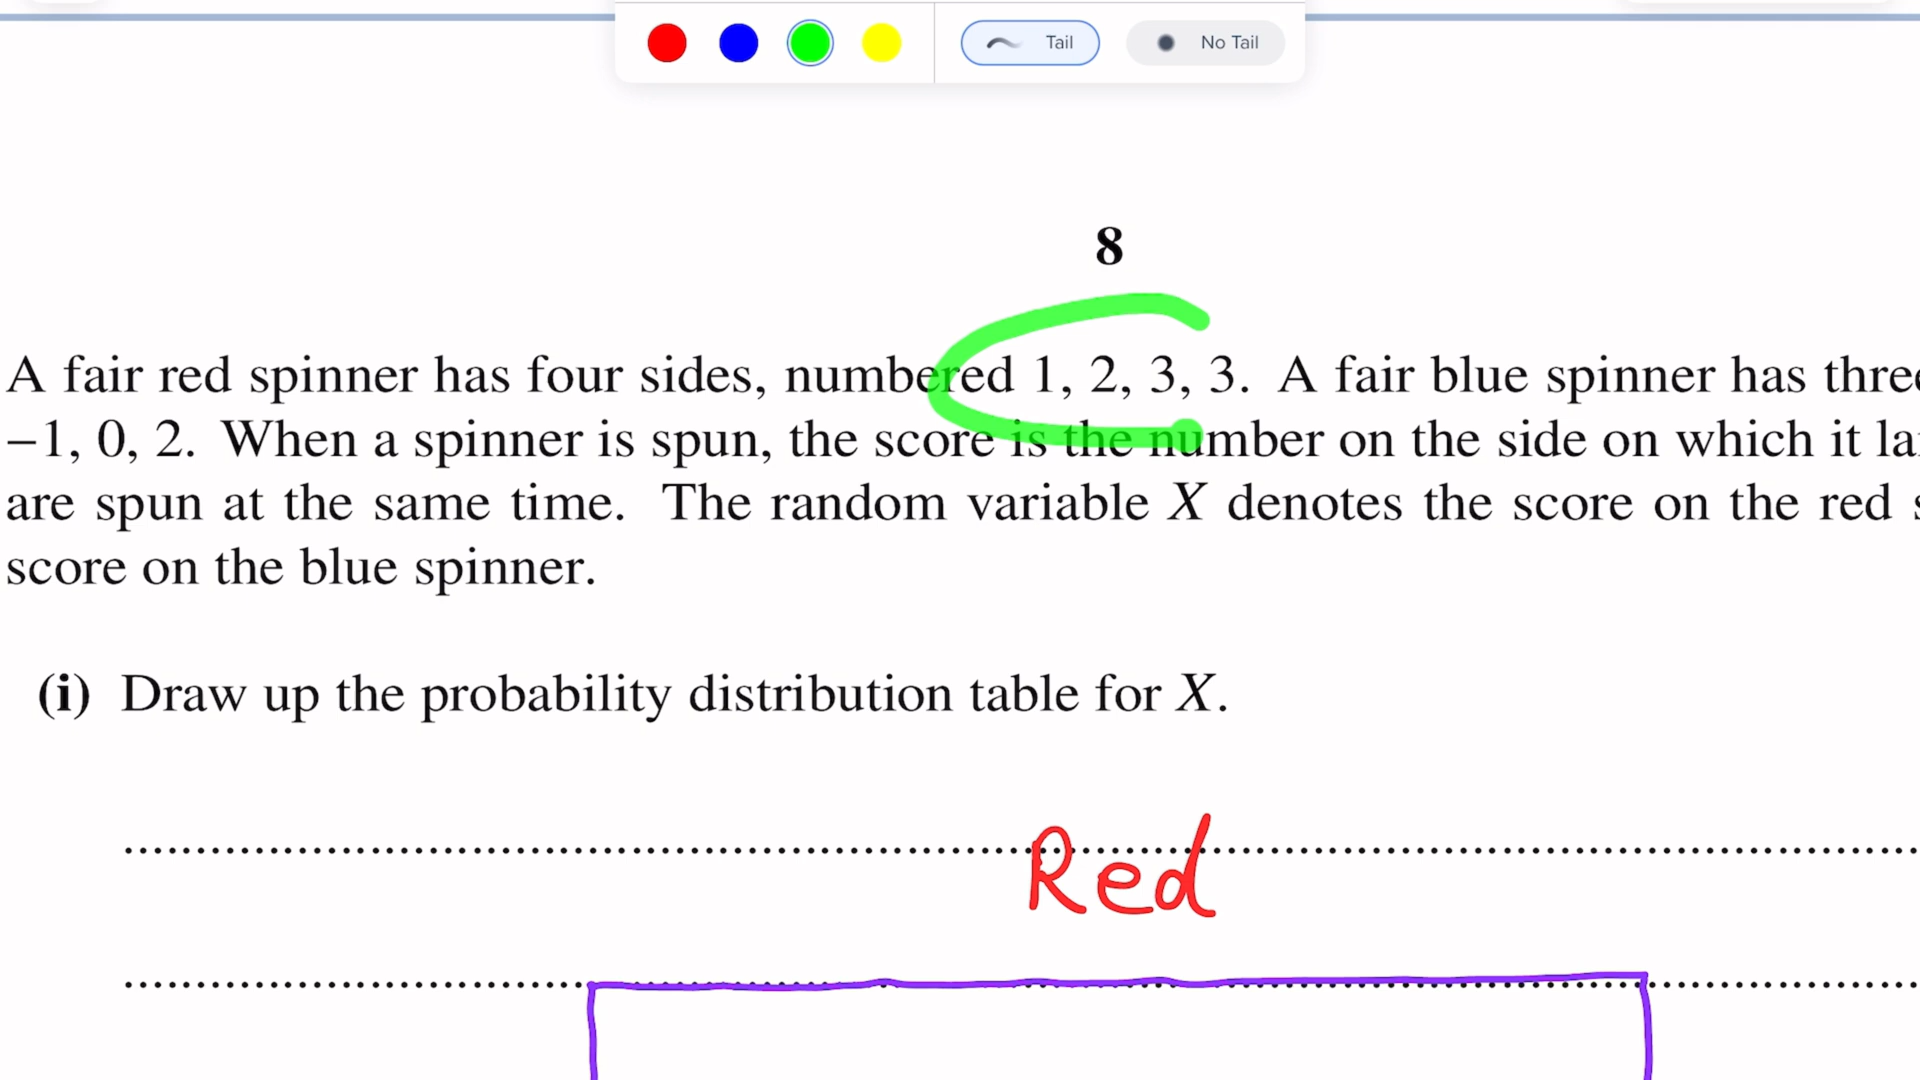 Tail No Tail
8
A fair red spinner has four sides, numbered 1, 2, 3, 3. A fair blue spinner has
−1, 0, 2. When a spinner is spun, the score is the number on the side on which it
are spun at the same time. The random variable X denotes the score on the red
score on the blue spinner.
(i) Draw up the probability distribution table for X.
Red